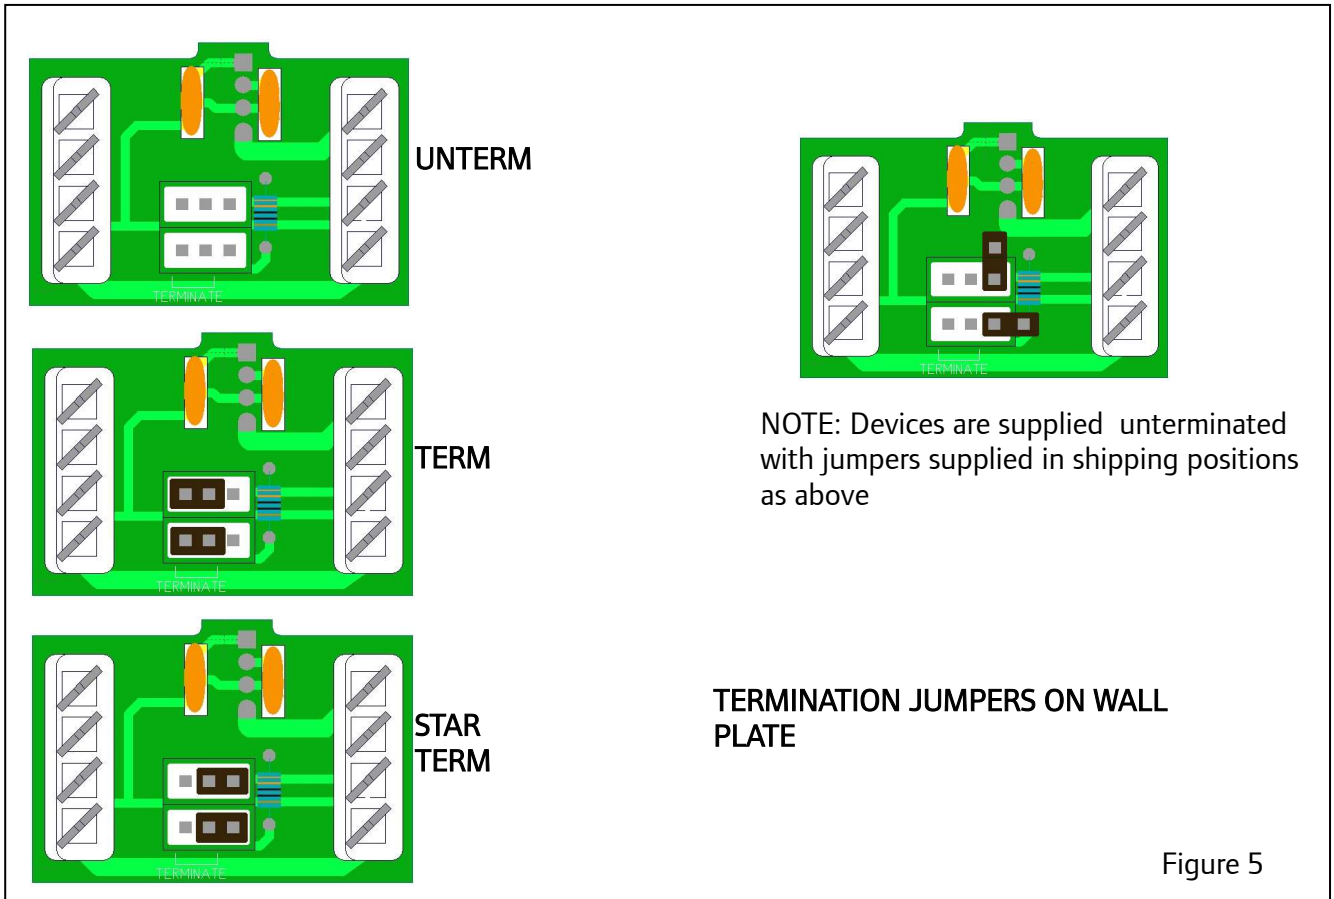 UNTERM
TERMINATE
TERM
TERMINATE
STAR
TERM
TERMINATE
TERMINATE
NOTE: Devices are supplied  unterminated
with jumpers supplied in shipping positions
as above
TERMINATION JUMPERS ON WALL
PLATE
Figure 5